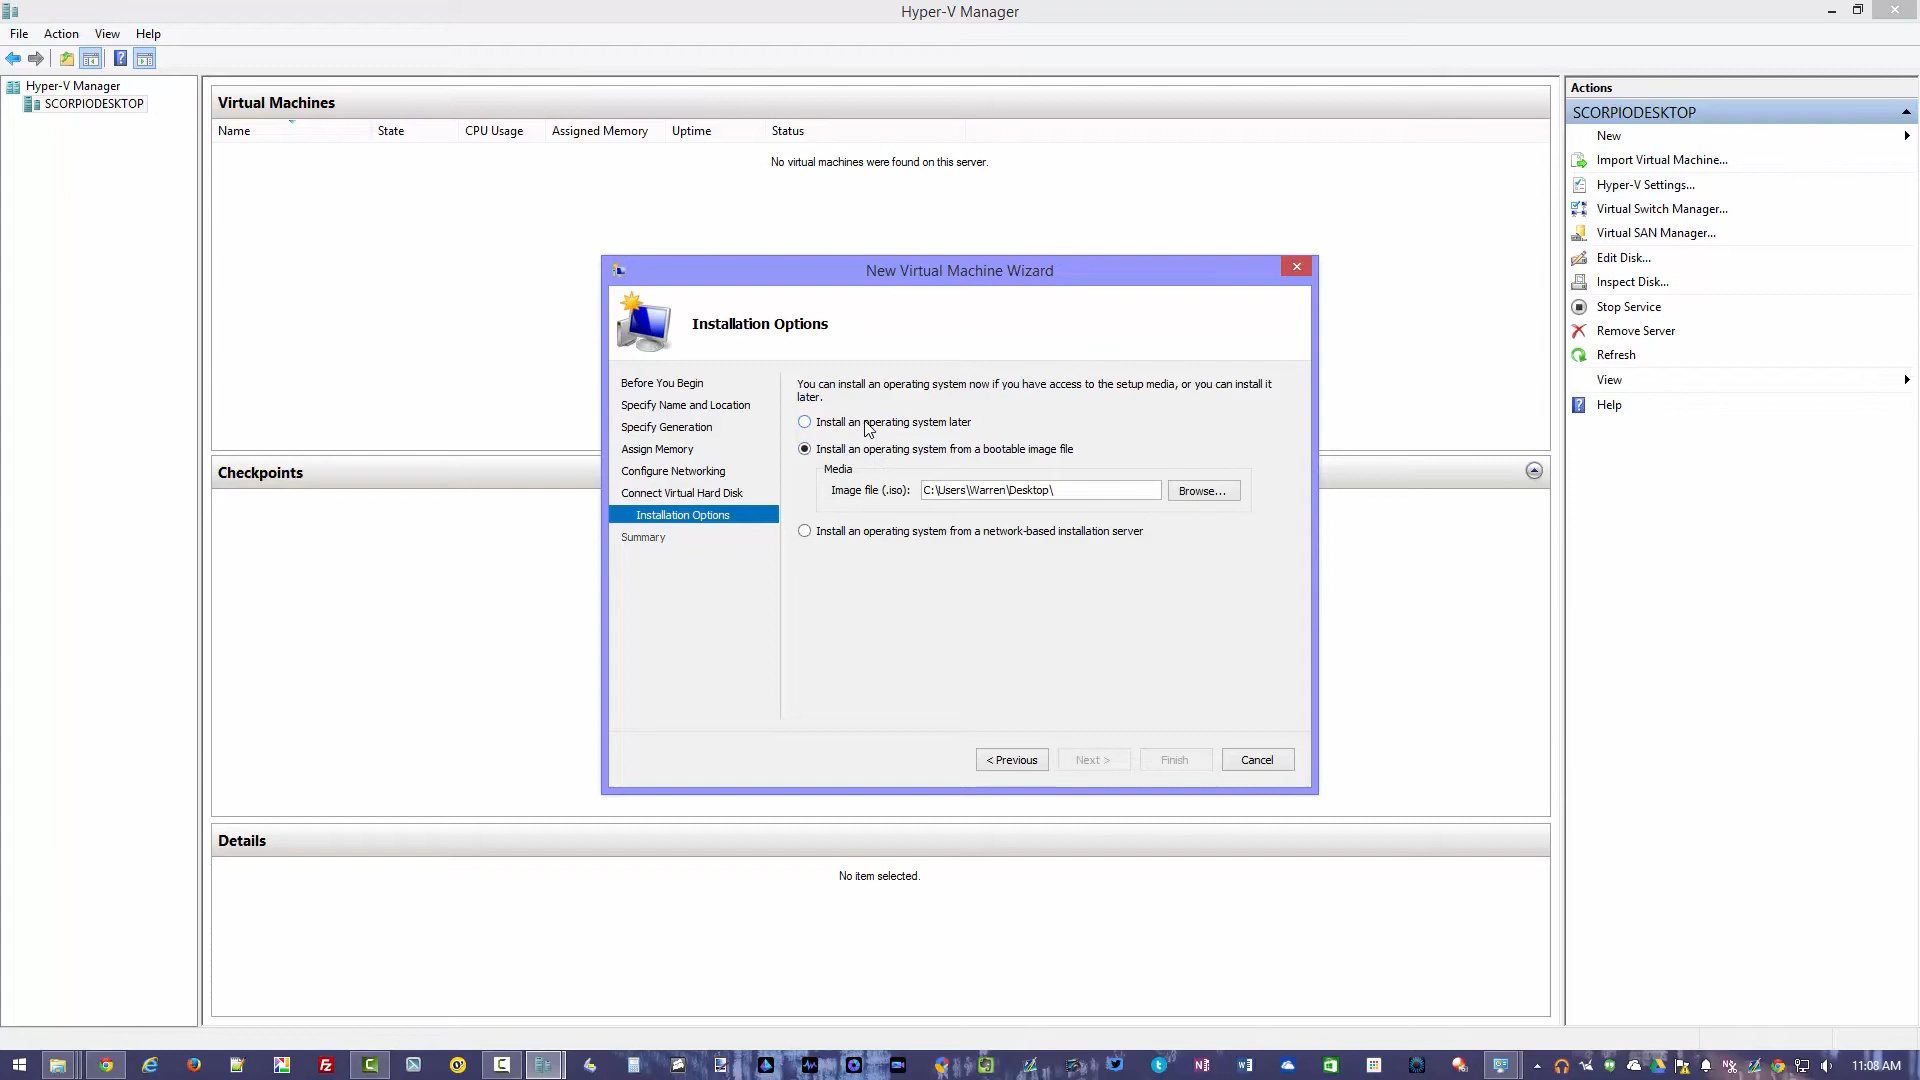 Hyper-V Manager
File Action View Help
Hyper-V Manager
SCORPIODESKTOP
Virtual Machines
Name State CPU Usage Assigned Memory Uptime Status
No virtual machines were found on this server.
Checkpoints
Details
No item selected.
New Virtual Machine Wizard
Installation Options
Before You Begin
Specify Name and Location
Specify Generation
Assign Memory
Configure Networking
Connect Virtual Hard Disk
Installation Options
Summary
You can install an operating system now if you have access to the setup media, or you can install it
later.
Install an operating system later
Install an operating system from a bootable image file
Media
Image file (.iso): C:\Users\Warren\Desktop\ Browse...
Install an operating system from a network-based installation server
< Previous Next > Finish Cancel
Actions
SCORPIODESKTOP
New
Import Virtual Machine...
Hyper-V Settings...
Virtual Switch Manager...
Virtual SAN Manager...
Edit Disk...
Inspect Disk...
Stop Service
Remove Server
Refresh
View
Help
11:08 AM